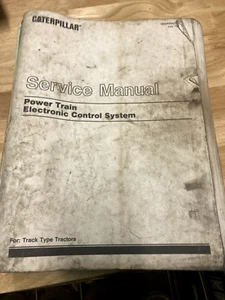 CATERPILLAR
Service Manual
Power Train
Electronic Control System
For: Track Type Tractors